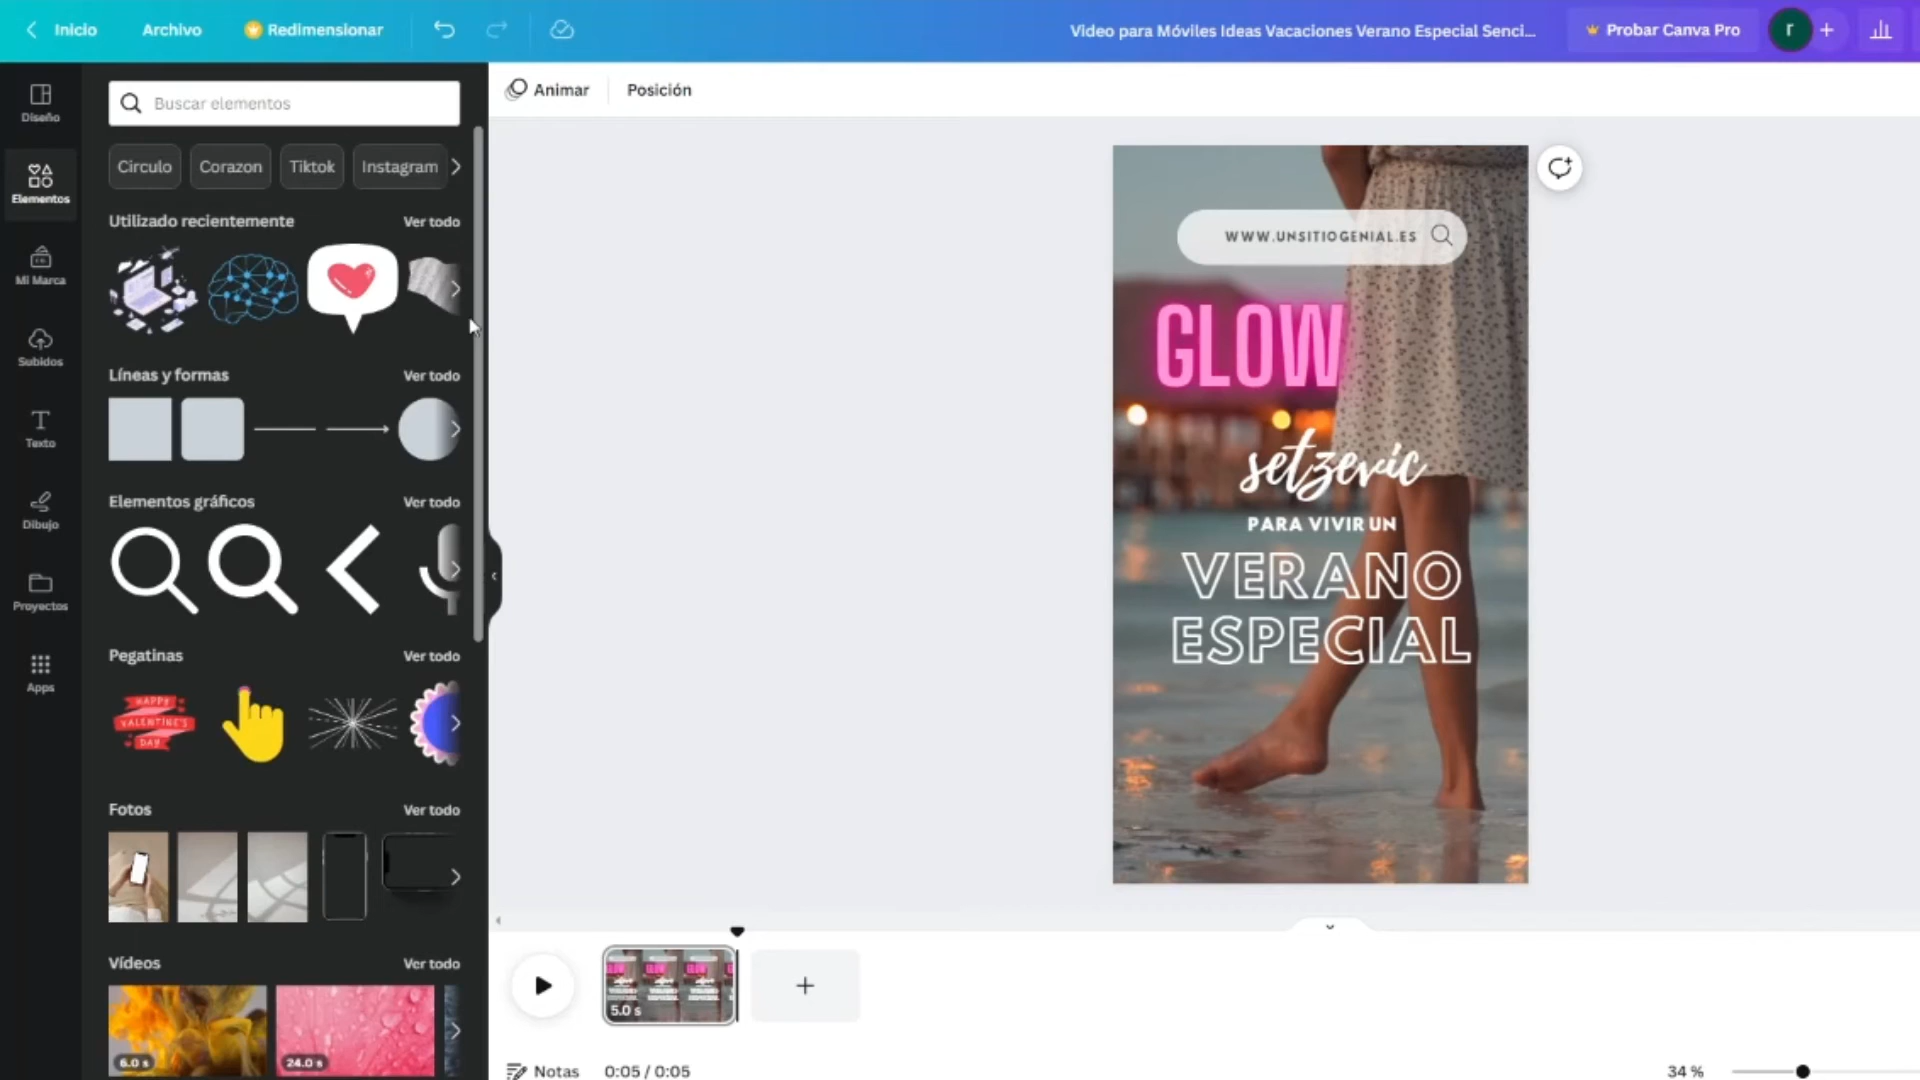 Inicio
Archivo
Redimensionar
Video para Móviles Ideas Vacaciones Verano Especial Senci...
Probar Canva Pro
r
Diseño
Elementos
Mi Marca
Subidos
Texto
Dibujo
Proyectos
Apps
Buscar elementos
Circulo
Corazon
Tiktok
Instagram
Utilizado recientemente
Ver todo
Líneas y formas
Ver todo
Elementos gráficos
Ver todo
Pegatinas
Ver todo
HAPPY
VALENTINE'S
DAY
Fotos
Ver todo
Vídeos
Ver todo
6.0 s
24.0 s
Animar
Posición
WWW.UNSITIOGENIAL.ES
GLOW
setzevic
PARA VIVIR UN
VERANO
ESPECIAL
5.0 s
Notas
0:05 / 0:05
34 %